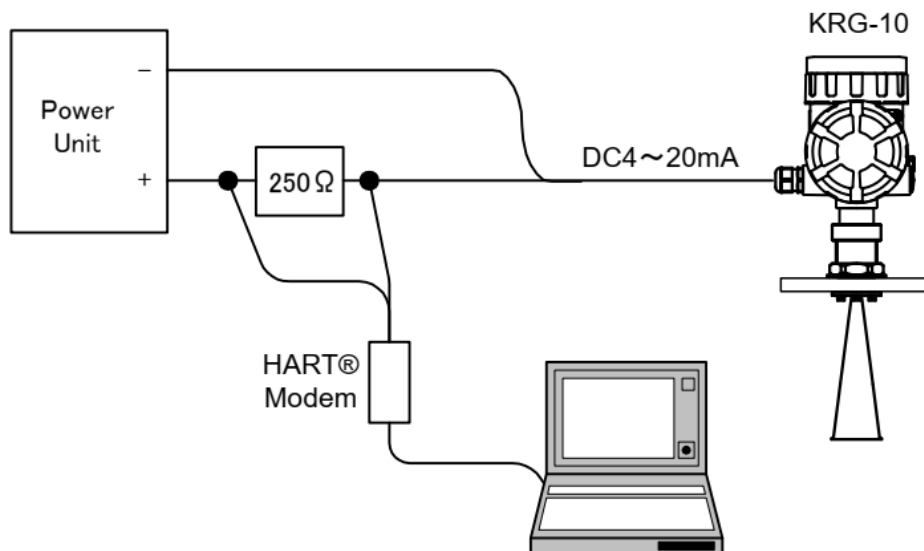 KRG-10
−
Power
Unit
+
250Ω
DC4～20mA
HART®
Modem